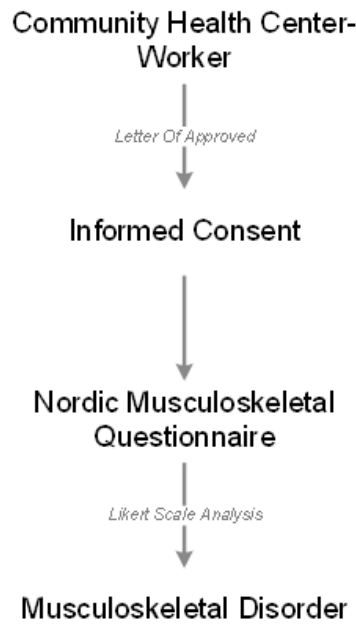 Community Health Center-
Worker
Letter Of Approved
Informed Consent
Nordic Musculoskeletal
Questionnaire
Likert Scale Analysis
Musculoskeletal Disorder